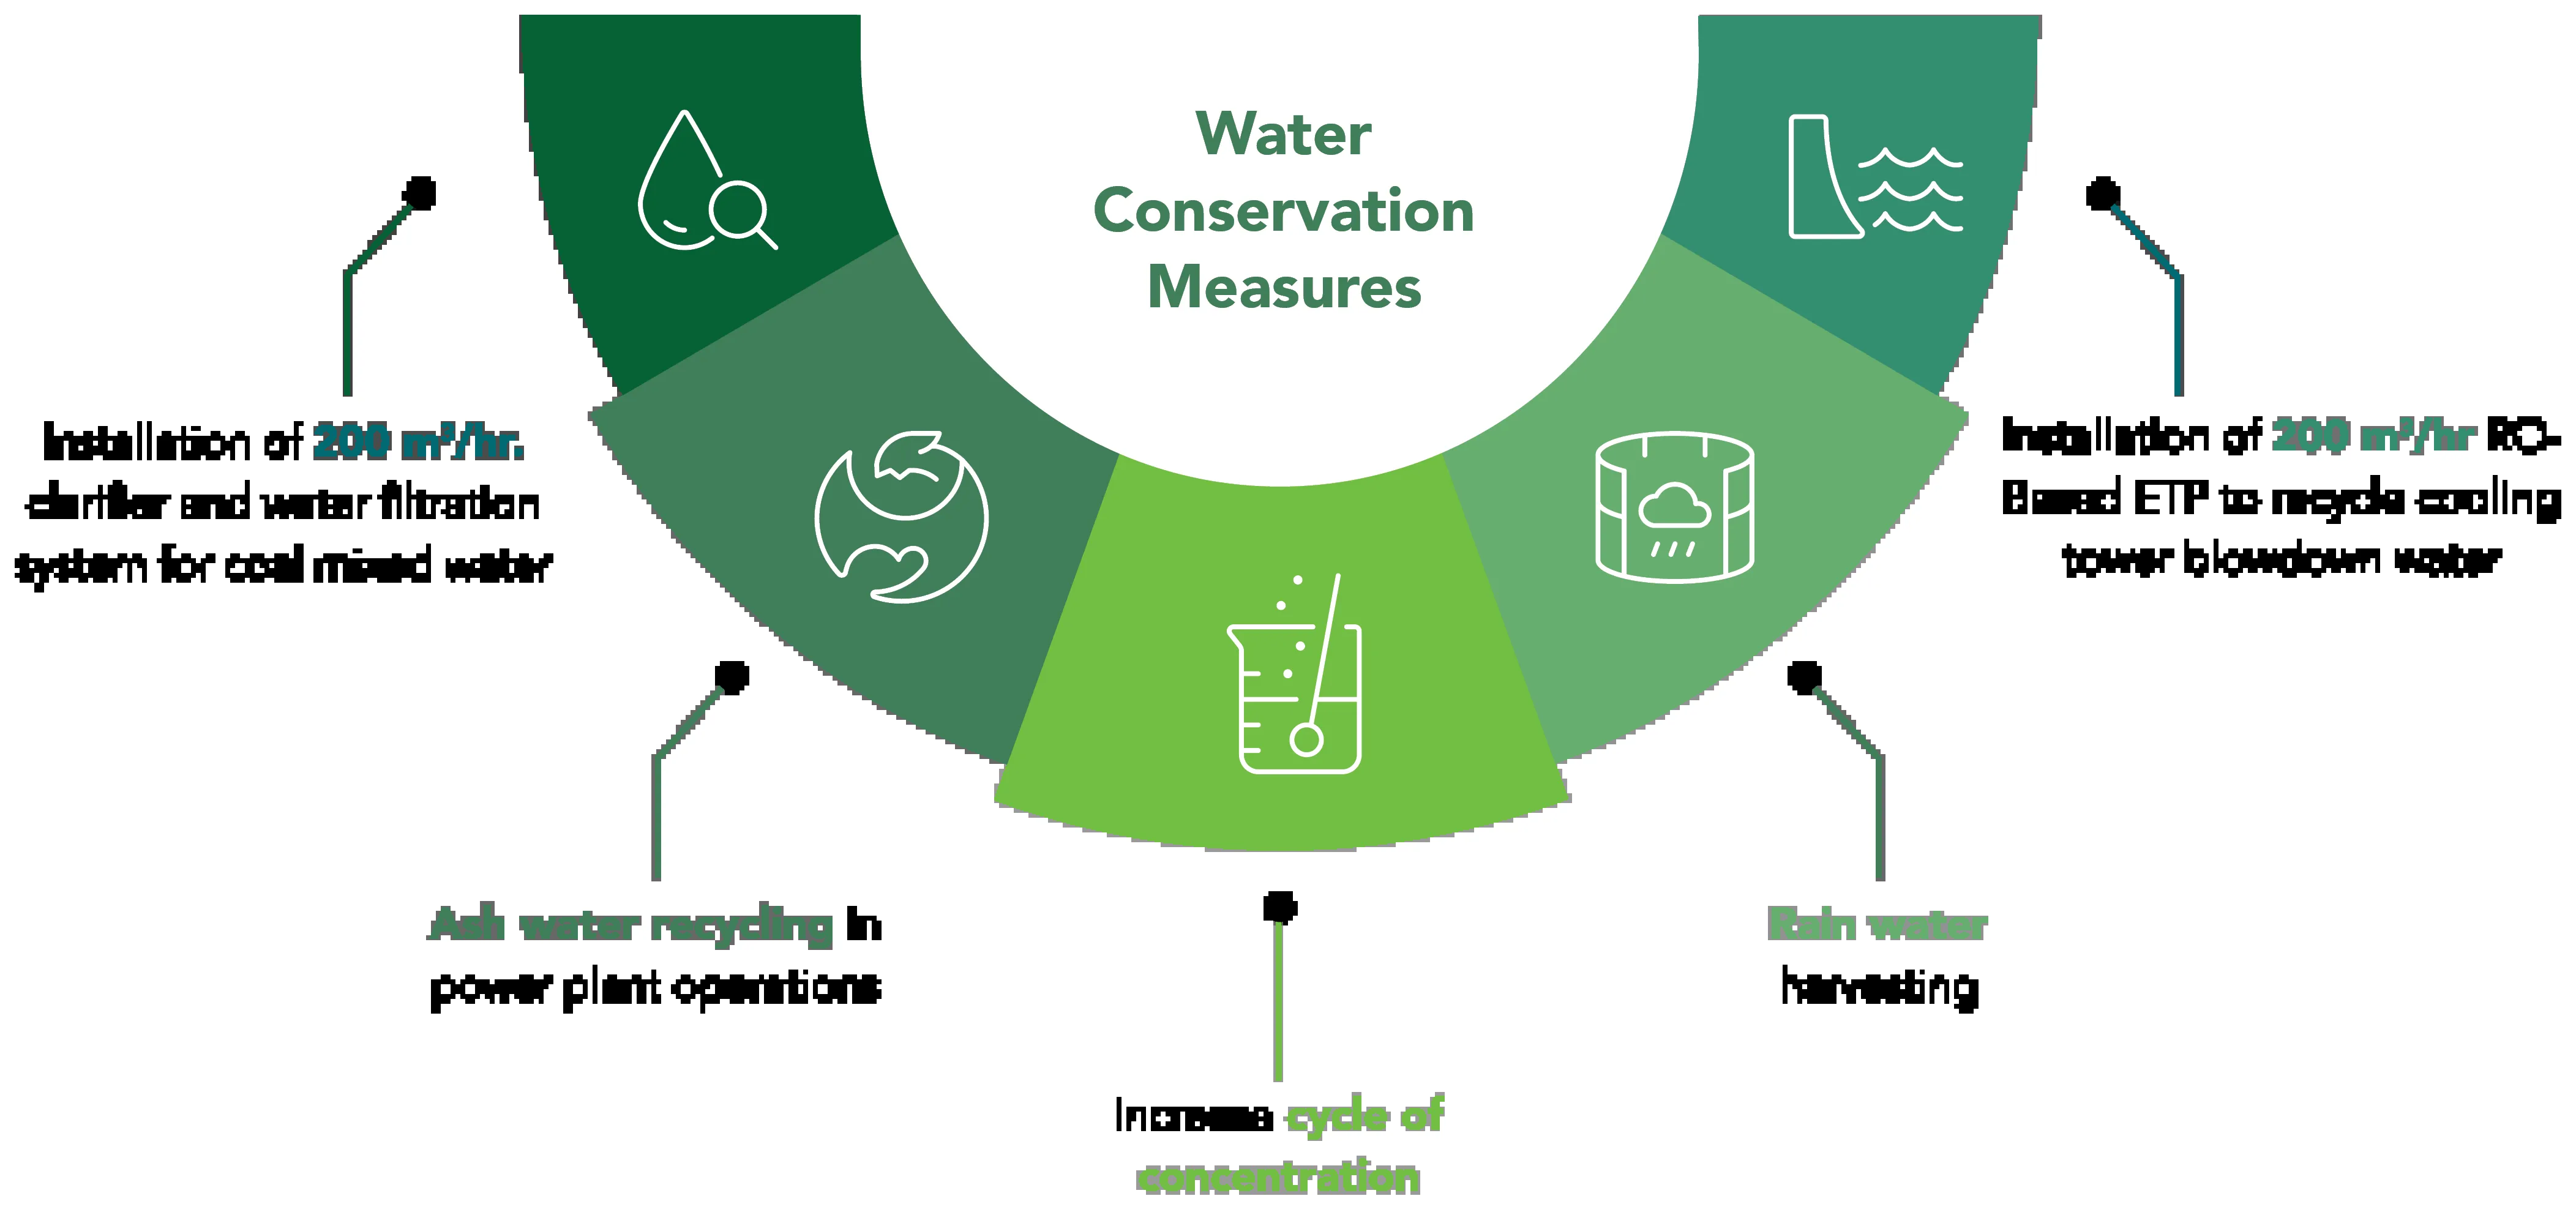 Water
Conservation
Measures
Installation of 200 m³/hr.
clarifier and water filtration
system for coal mixed water
Ash water recycling in
power plant operations
Increase cycle of
concentration
Rain water
harvesting
Installation of 200 m³/hr RO-
Based ETP to recycle cooling
tower blowdown water